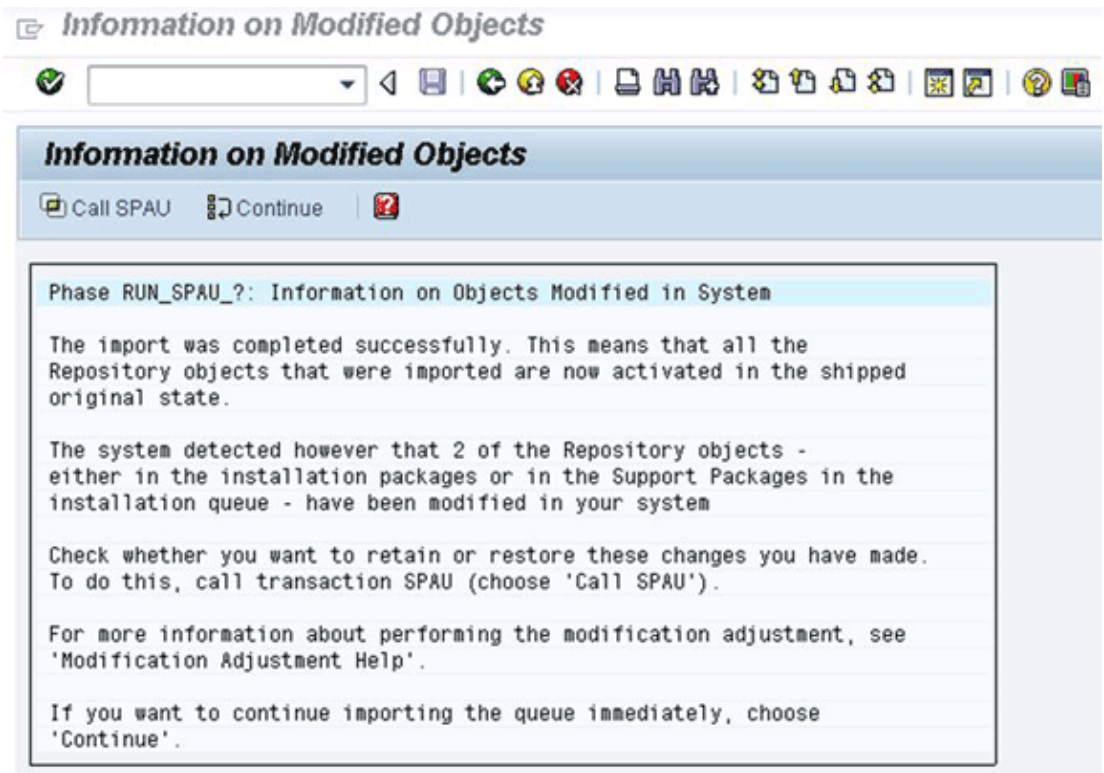 Information on Modified Objects
Information on Modified Objects
Call SPAU Continue
Phase RUN_SPAU_?: Information on Objects Modified in System
The import was completed successfully. This means that all the
Repository objects that were imported are now activated in the shipped
original state.
The system detected however that 2 of the Repository objects -
either in the installation packages or in the Support Packages in the
installation queue - have been modified in your system
Check whether you want to retain or restore these changes you have made.
To do this, call transaction SPAU (choose 'Call SPAU').
For more information about performing the modification adjustment, see
'Modification Adjustment Help'.
If you want to continue importing the queue immediately, choose
'Continue'.